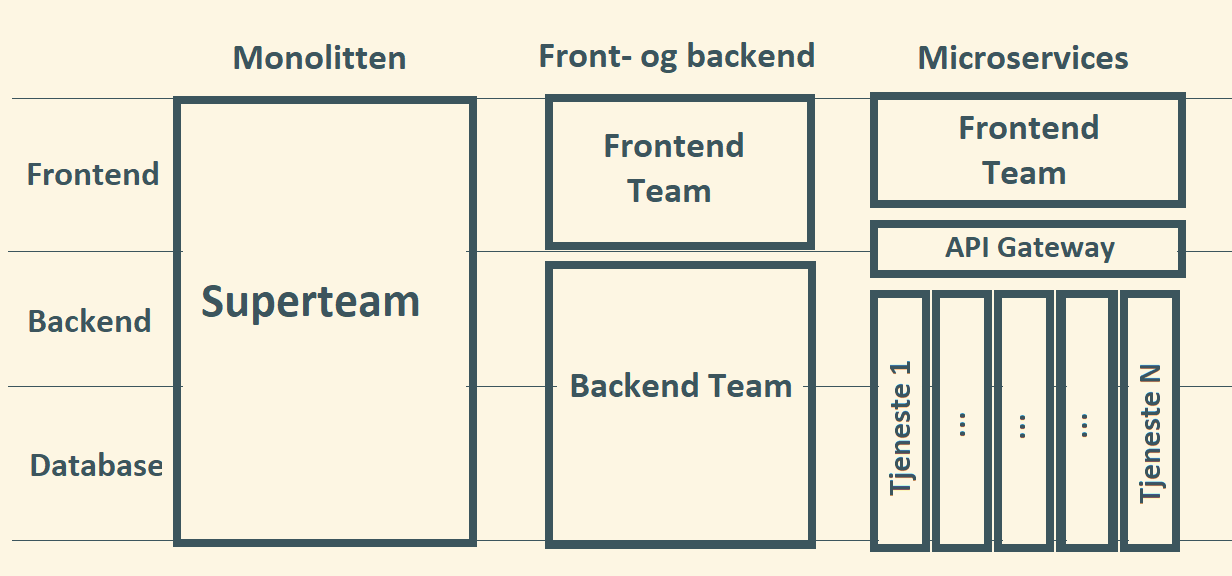 Monolitten
Front- og backend
Microservices
Frontend
Superteam
Frontend
Team
Frontend
Team
API Gateway
Backend
Backend Team
Database
Tjeneste 1
...
...
...
Tjeneste N